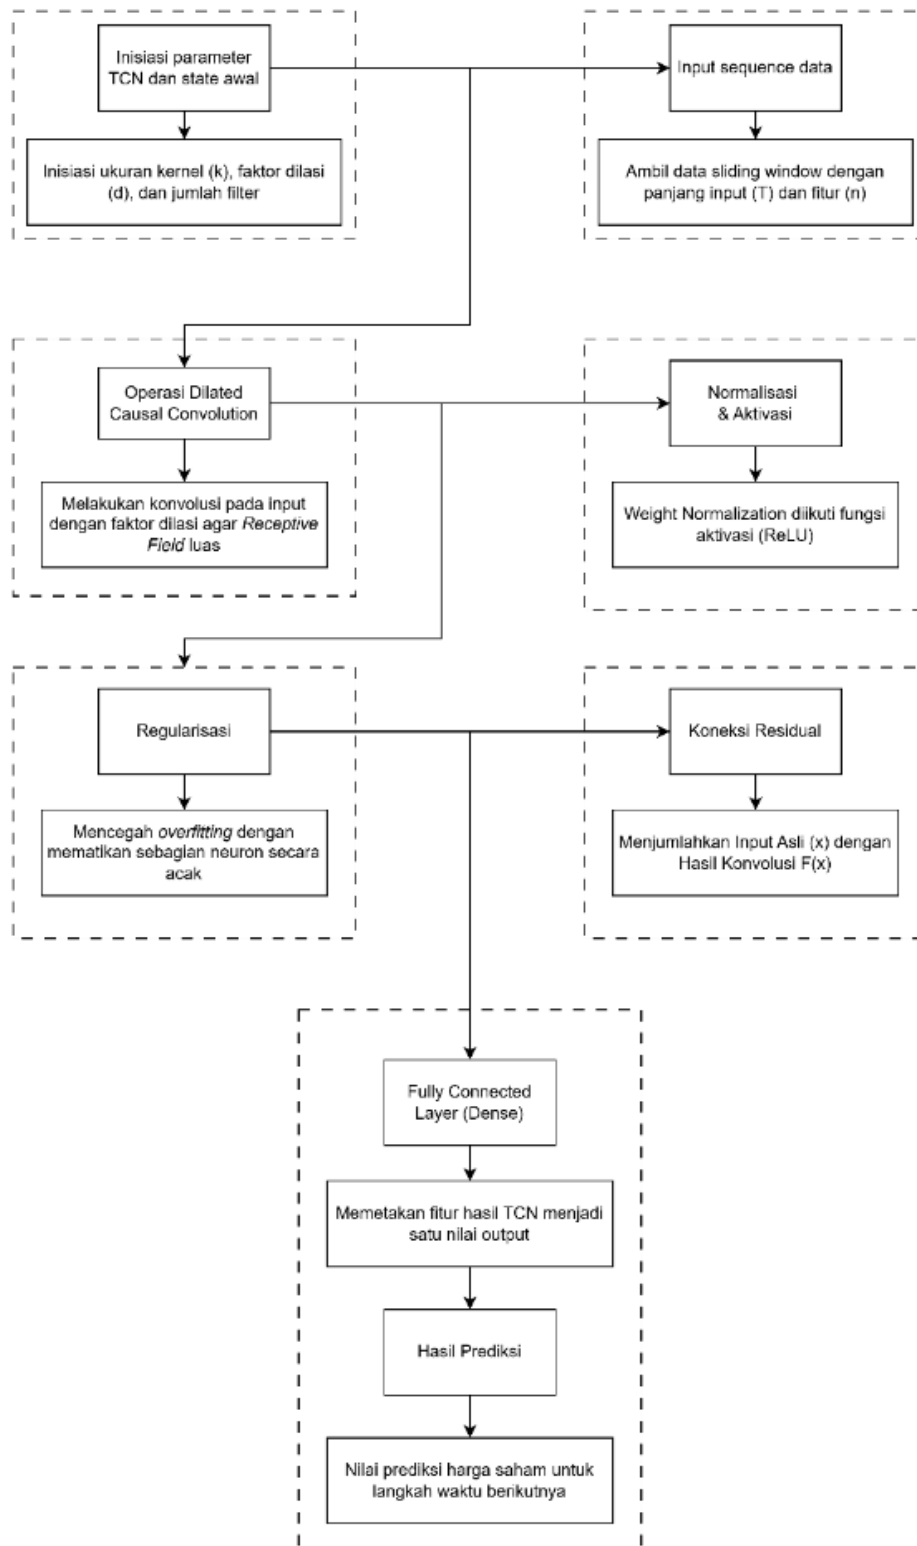 Inisiasi parameter
TCN dan state awal
Input sequence data
Inisiasi ukuran kernel (k), faktor dilasi
(d), dan jumlah filter
Ambil data sliding window dengan
panjang input (T) dan fitur (n)
Operasi Dilated
Causal Convolution
Normalisasi
& Aktivasi
Melakukan konvolusi pada input
dengan faktor dilasi agar Receptive
Field luas
Weight Normalization diikuti fungsi
aktivasi (ReLU)
Regularisasi
Koneksi Residual
Mencegah overfitting dengan
mematikan sebagian neuron secara
acak
Menjumlahkan Input Asli (x) dengan
Hasil Konvolusi F(x)
Fully Connected
Layer (Dense)
Memetakan fitur hasil TCN menjadi
satu nilai output
Hasil Prediksi
Nilai prediksi harga saham untuk
langkah waktu berikutnya